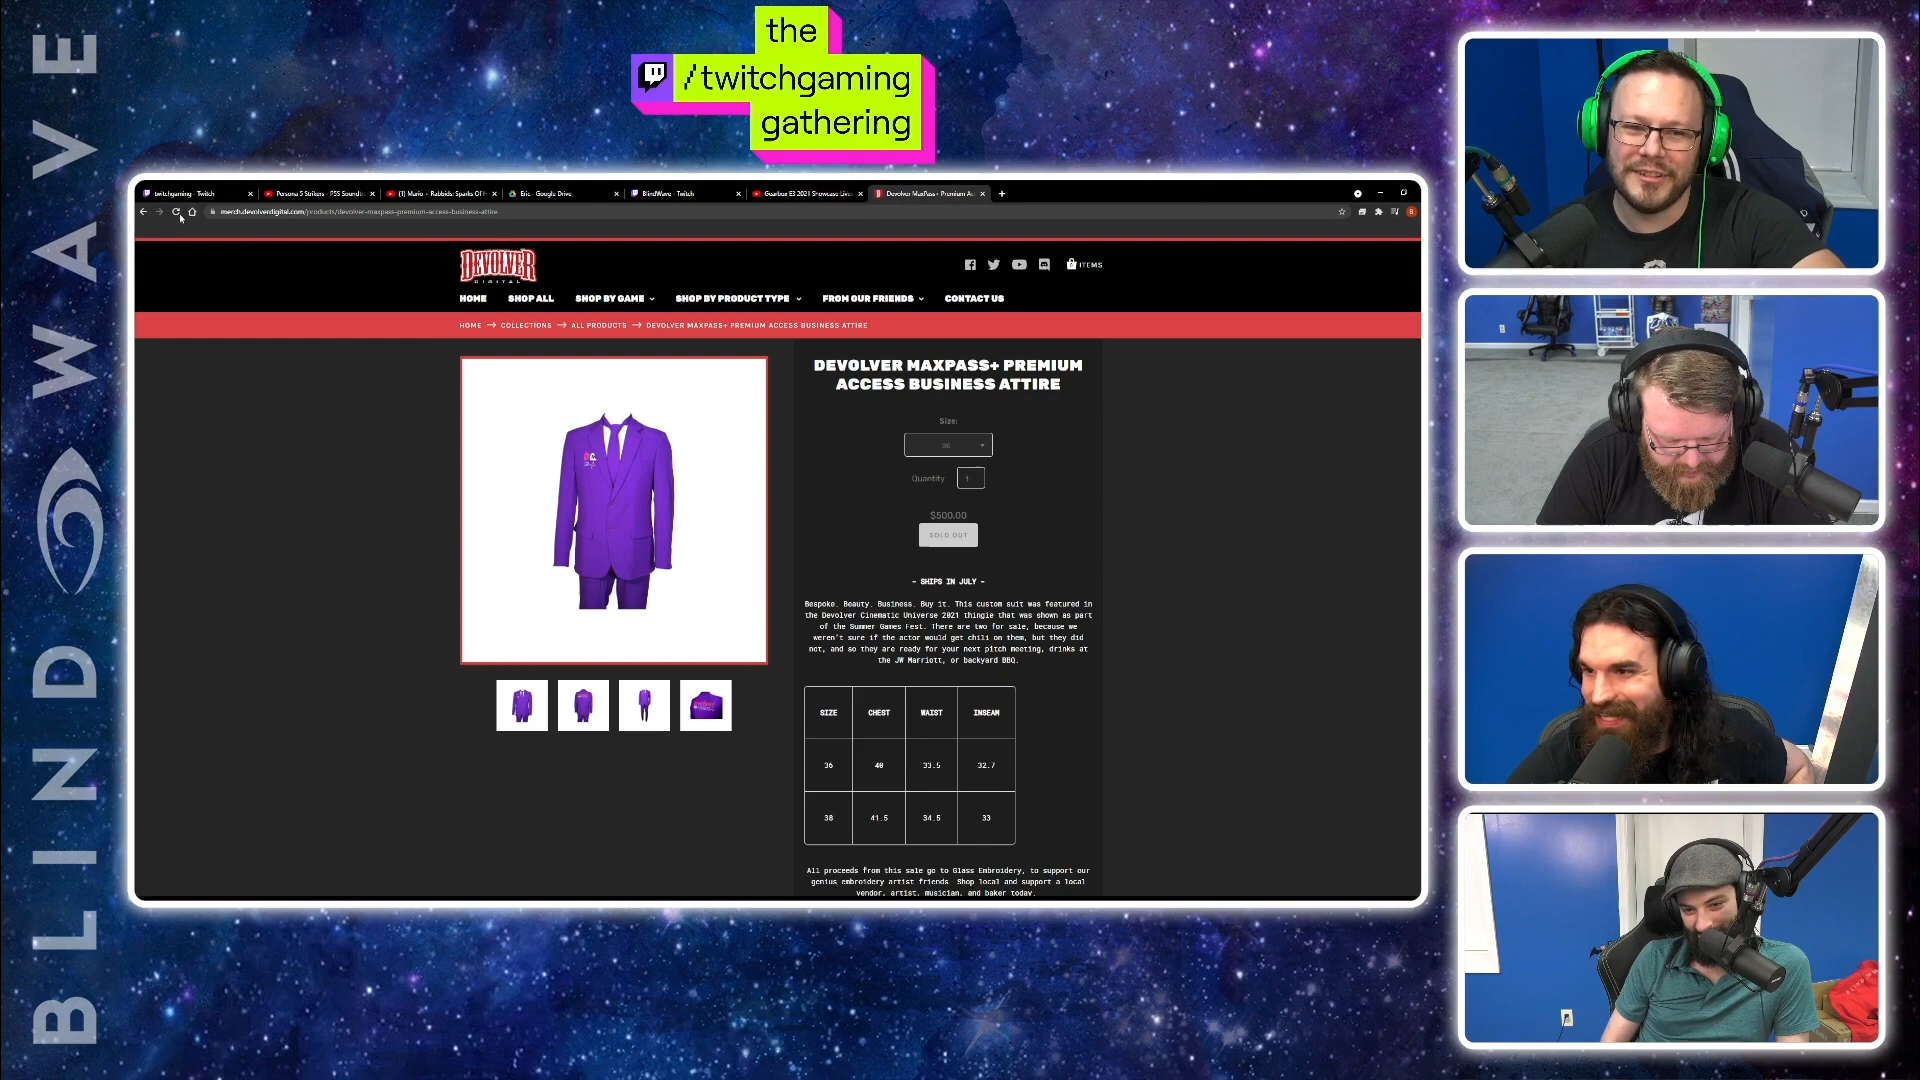 the
/twitchgaming
gathering
BLIND WAVE
twitchgaming - Twitch
Persona 5 Strikers - PS5 Soundt
(1) Mario + Rabbids: Sparks Of H
Eric - Google Drive
BlindWave - Twitch
Gearbox E3 2021 Showcase Lives
Devolver MaxPass+ Premium Ac
merch.devolverdigital.com/products/devolver-maxpass-premium-access-business-attire
DEVOLVER
DIGITAL
ITEMS
HOME SHOP ALL SHOP BY GAME SHOP BY PRODUCT TYPE FROM OUR FRIENDS CONTACT US
HOME → COLLECTIONS → ALL PRODUCTS → DEVOLVER MAXPASS+ PREMIUM ACCESS BUSINESS ATTIRE
DEVOLVER MAXPASS+ PREMIUM
ACCESS BUSINESS ATTIRE
Size:
36
Quantity 1
$500.00
SOLD OUT
- SHIPS IN JULY -
Bespoke. Beauty. Business. Buy it. This custom suit was featured in
the Devolver Cinematic Universe 2021 thingie that was shown as part
of the Summer Games Fest. There are two for sale, because we
weren't sure if the actor would get chili on them, but they did
not, and so they are ready for your next pitch meeting, drinks at
the JW Marriott, or backyard BBQ.
SIZE CHEST WAIST INSEAM
36 40 33.5 32.7
38 41.5 34.5 33
All proceeds from this sale go to Glass Embroidery, to support our
genius embroidery artist friends Shop local and support a local
vendor, artist, musician, and baker today.